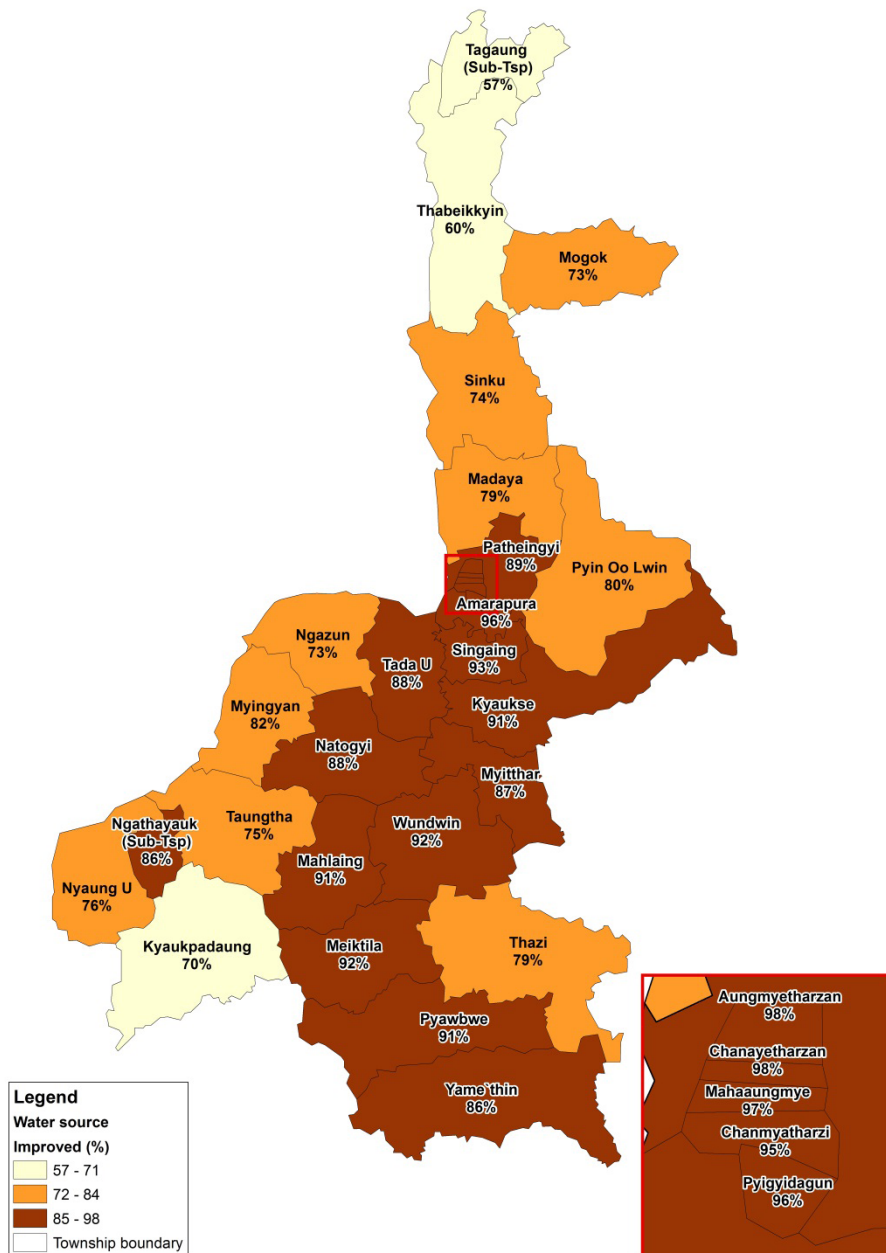 Tagaung
(Sub-Tsp)
57%
Thabeikkyin
60%
Mogok
73%
Sinku
74%
Madaya
79%
Patheingyi
89%
Pyin Oo Lwin
80%
Amarapura
96%
Ngazun
73%
Tada U
88%
Singaing
93%
Myingyan
82%
Kyaukse
91%
Natogyi
88%
Myitthar
87%
Ngathayauk
(Sub-Tsp)
86%
Taungtha
75%
Wundwin
92%
Mahlaing
91%
Nyaung U
76%
Kyaukpadaung
70%
Meiktila
92%
Thazi
79%
Pyawbwe
91%
Yame`thin
86%
Aungmyetharzan
98%
Chanayetharzan
98%
Mahaaungmye
97%
Chanmyatharzi
95%
Pyigyidagun
96%
Legend
Water source
Improved (%)
57 - 71
72 - 84
85 - 98
Township boundary